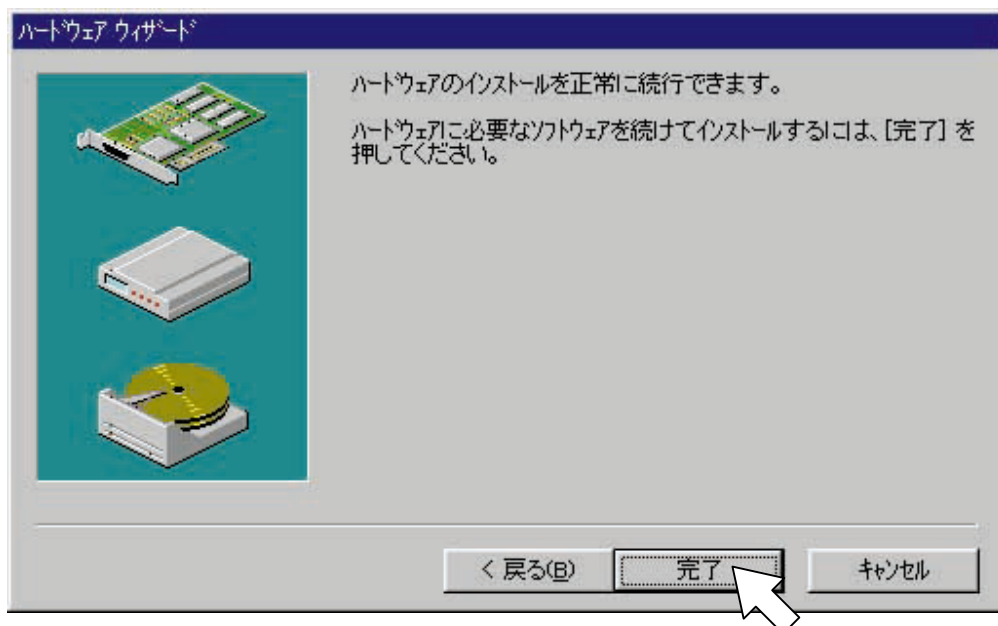 ハードウェア ウィザード
ハードウェアのインストールを正常に続行できます。
ハードウェアに必要なソフトウェアを続けてインストールするには、[完了] を
押してください。
< 戻る(B)
完了
キャンセル